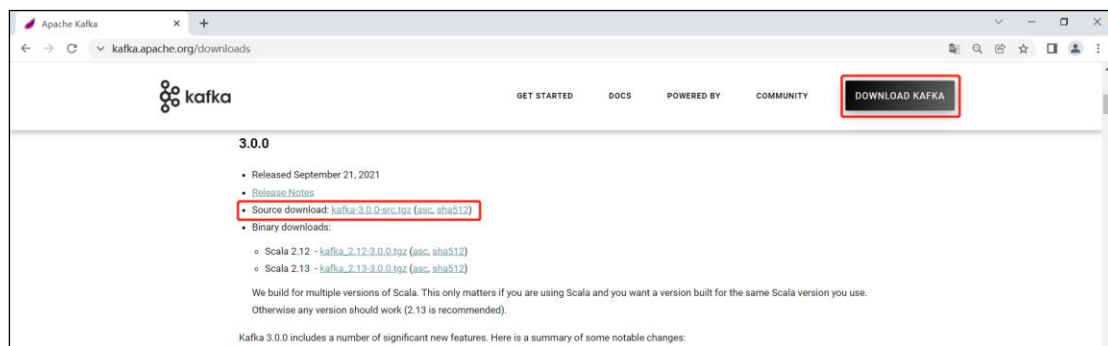 Apache Kafka
kafka.apache.org/downloads
kafka GET STARTED DOCS POWERED BY COMMUNITY DOWNLOAD KAFKA
3.0.0
• Released September 21, 2021
• Release Notes
• Source download: kafka-3.0.0-src.tgz (asc, sha512)
• Binary downloads:
◦ Scala 2.12 - kafka_2.12-3.0.0.tgz (asc, sha512)
◦ Scala 2.13 - kafka_2.13-3.0.0.tgz (asc, sha512)
We build for multiple versions of Scala. This only matters if you are using Scala and you want a version built for the same Scala version you use.
Otherwise any version should work (2.13 is recommended).
Kafka 3.0.0 includes a number of significant new features. Here is a summary of some notable changes: